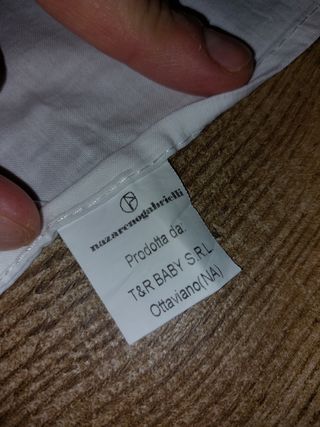 nazarenogabrielli
Prodotta da:
T&R BABY S.R.L
Ottaviano(NA)